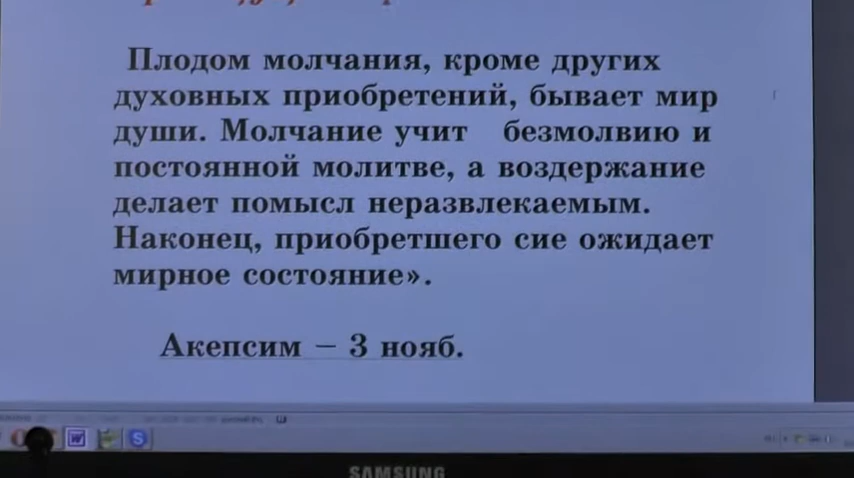 Плодом молчания, кроме других
духовных приобретений, бывает мир
души. Молчание учит безмолвию и
постоянной молитве, а воздержание
делает помысл неразвлекаемым.
Наконец, приобретшего сие ожидает
мирное состояние».
Акепсим – 3 нояб.
SAMSUNG